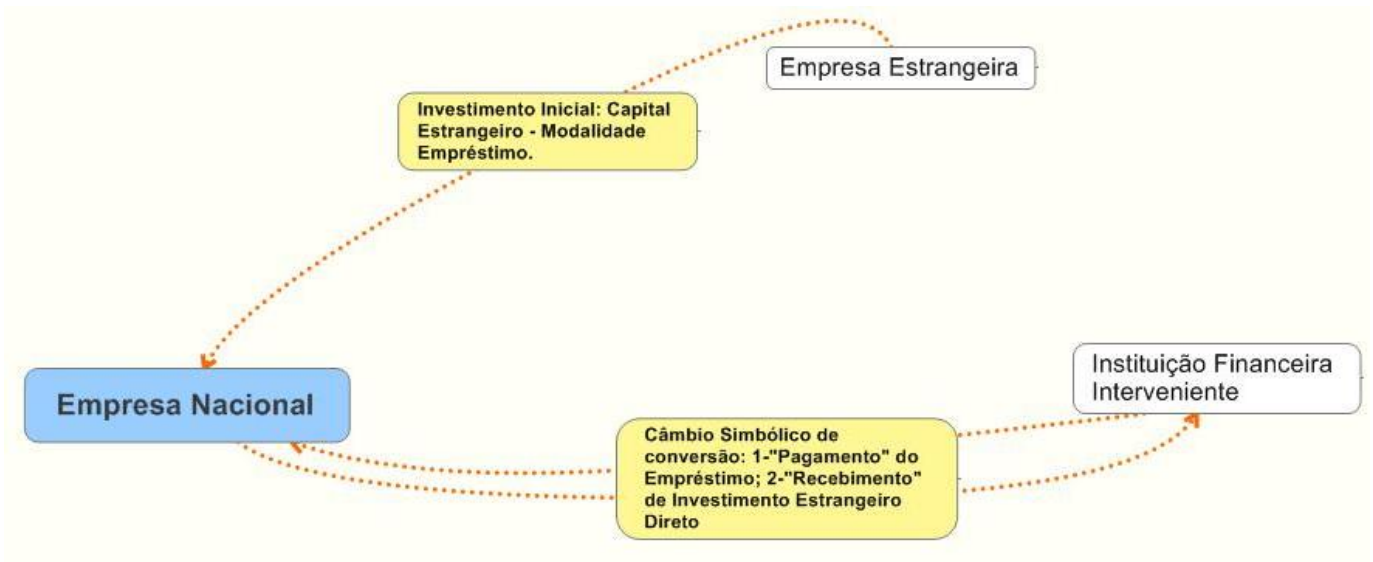 Empresa Estrangeira
Investimento Inicial: Capital
Estrangeiro - Modalidade
Empréstimo.
Instituição Financeira
Interveniente
Empresa Nacional
Câmbio Simbólico de
conversão: 1-"Pagamento" do
Empréstimo; 2-"Recebimento"
de Investimento Estrangeiro
Direto